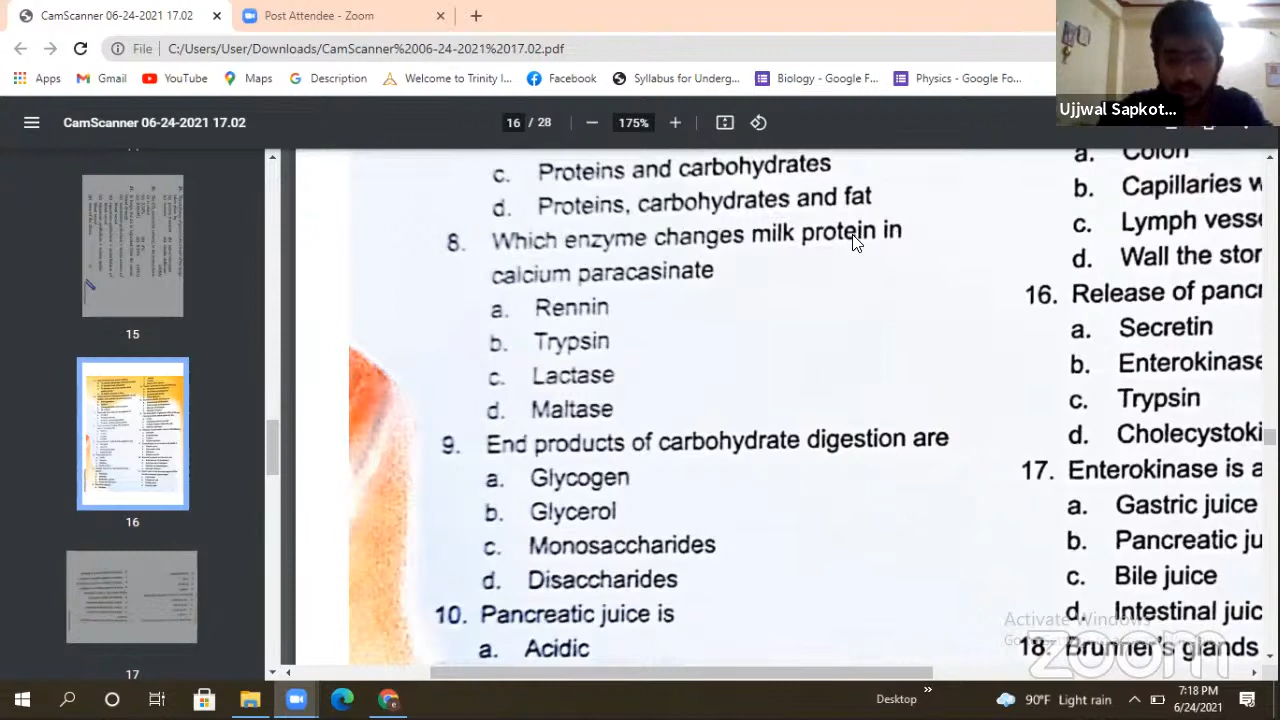 CamScanner 06-24-2021 17.02
Post Attendee - Zoom
File C:/Users/User/Downloads/CamScanner%2006-24-2021%2017.02.pdf
Apps Gmail YouTube Maps Description Welcome to Trinity I... Facebook Syllabus for Underg... Biology - Google F... Physics - Google Fo...
Ujjwal Sapkot...
CamScanner 06-24-2021 17.02
16 / 28
175%
15
16
17
c. Proteins and carbohydrates
d. Proteins, carbohydrates and fat
8. Which enzyme changes milk protein in
calcium paracasinate
a. Rennin
b. Trypsin
c. Lactase
d. Maltase
9. End products of carbohydrate digestion are
a. Glycogen
b. Glycerol
c. Monosaccharides
d. Disaccharides
10. Pancreatic juice is
a. Acidic
a. Colon
b. Capillaries
c. Lymph
d. Wall the
16. Release of
a. Secretin
b. Enterokinase
c. Trypsin
d.
17. Enterokinase is
a. Gastric juice
b. Pancreatic
c. Bile juice
d. Intestinal
18. Brunner's glands
Activate Windows
zoom
Desktop
90°F Light rain
7:18 PM
6/24/2021